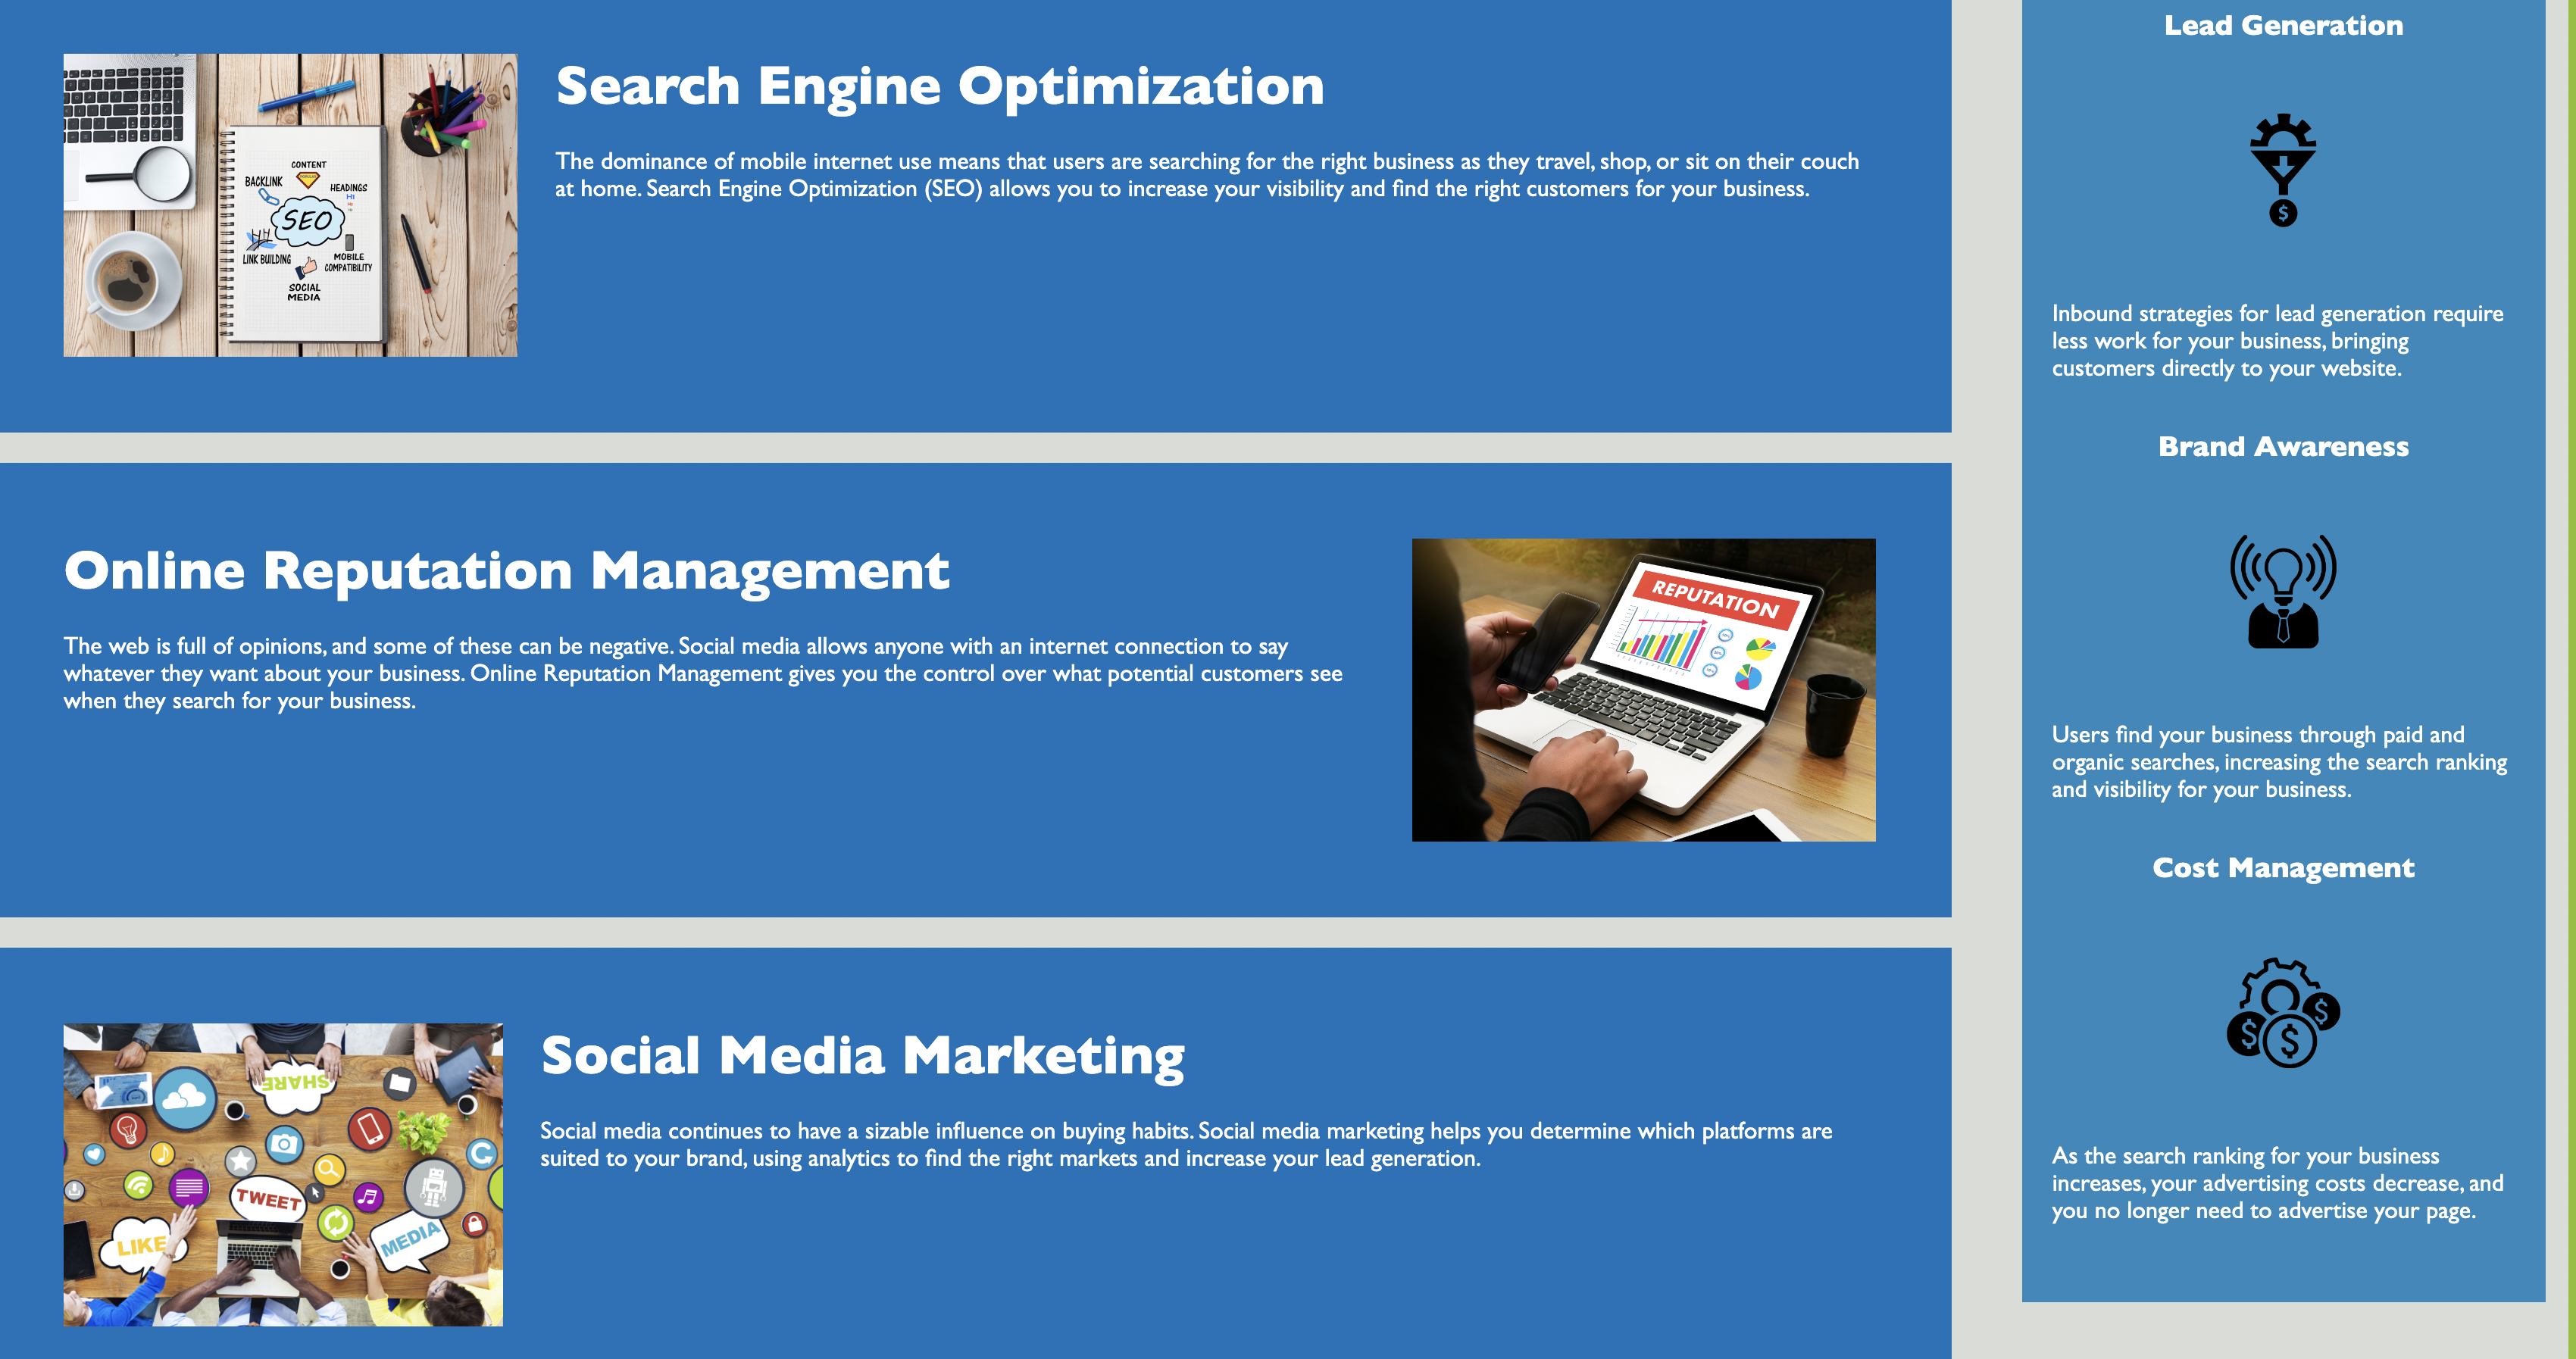 Search Engine Optimization
The dominance of mobile internet use means that users are searching for the right business as they travel, shop, or sit on their couch
at home. Search Engine Optimization (SEO) allows you to increase your visibility and find the right customers for your business.
CONTENT
BACKLINK
HEADINGS
H1
SEO
LINK BUILDING
MOBILE
COMPATIBILITY
SOCIAL
MEDIA
Online Reputation Management
The web is full of opinions, and some of these can be negative. Social media allows anyone with an internet connection to say
whatever they want about your business. Online Reputation Management gives you the control over what potential customers see
when they search for your business.
REPUTATION
Social Media Marketing
Social media continues to have a sizable influence on buying habits. Social media marketing helps you determine which platforms are
suited to your brand, using analytics to find the right markets and increase your lead generation.
SHARE
TWEET
LIKE
MEDIA
Lead Generation
$
Inbound strategies for lead generation require
less work for your business, bringing
customers directly to your website.
Brand Awareness
Users find your business through paid and
organic searches, increasing the search ranking
and visibility for your business.
Cost Management
$
$
$
As the search ranking for your business
increases, your advertising costs decrease, and
you no longer need to advertise your page.